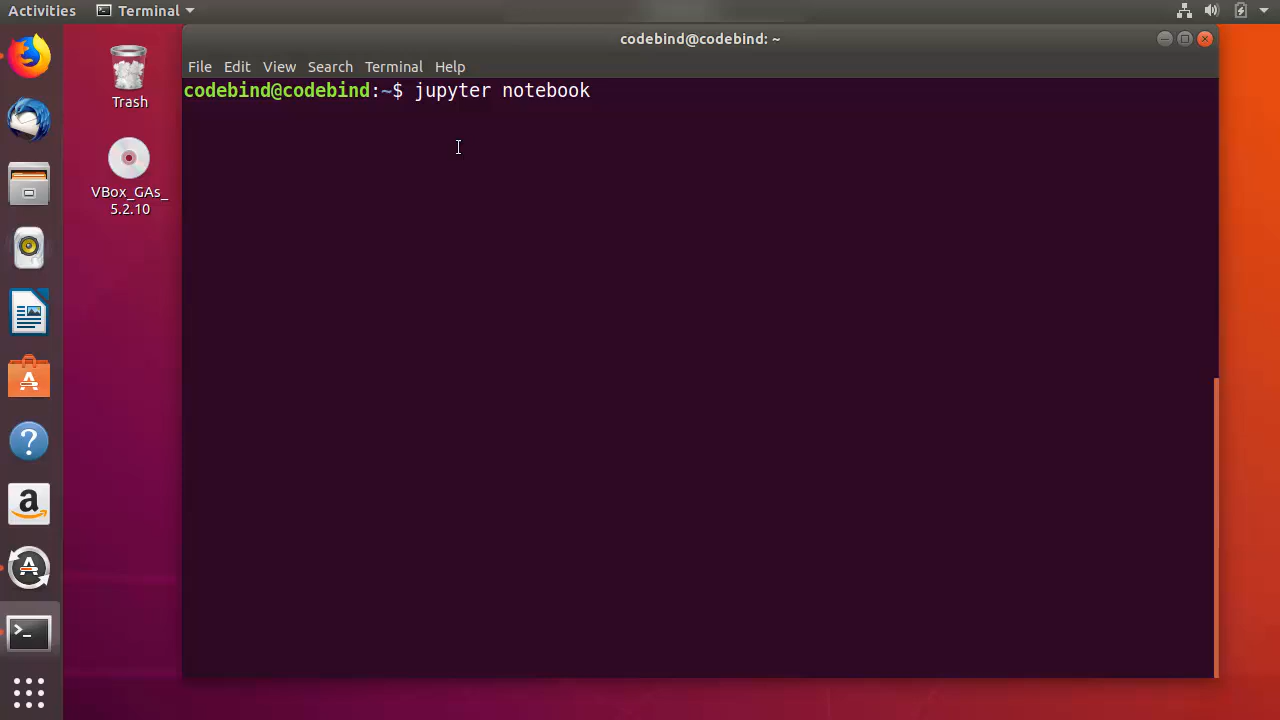 Activities Terminal
codebind@codebind: ~
File Edit View Search Terminal Help
codebind@codebind:~$ jupyter notebook
Trash
VBox_GAs_
5.2.10